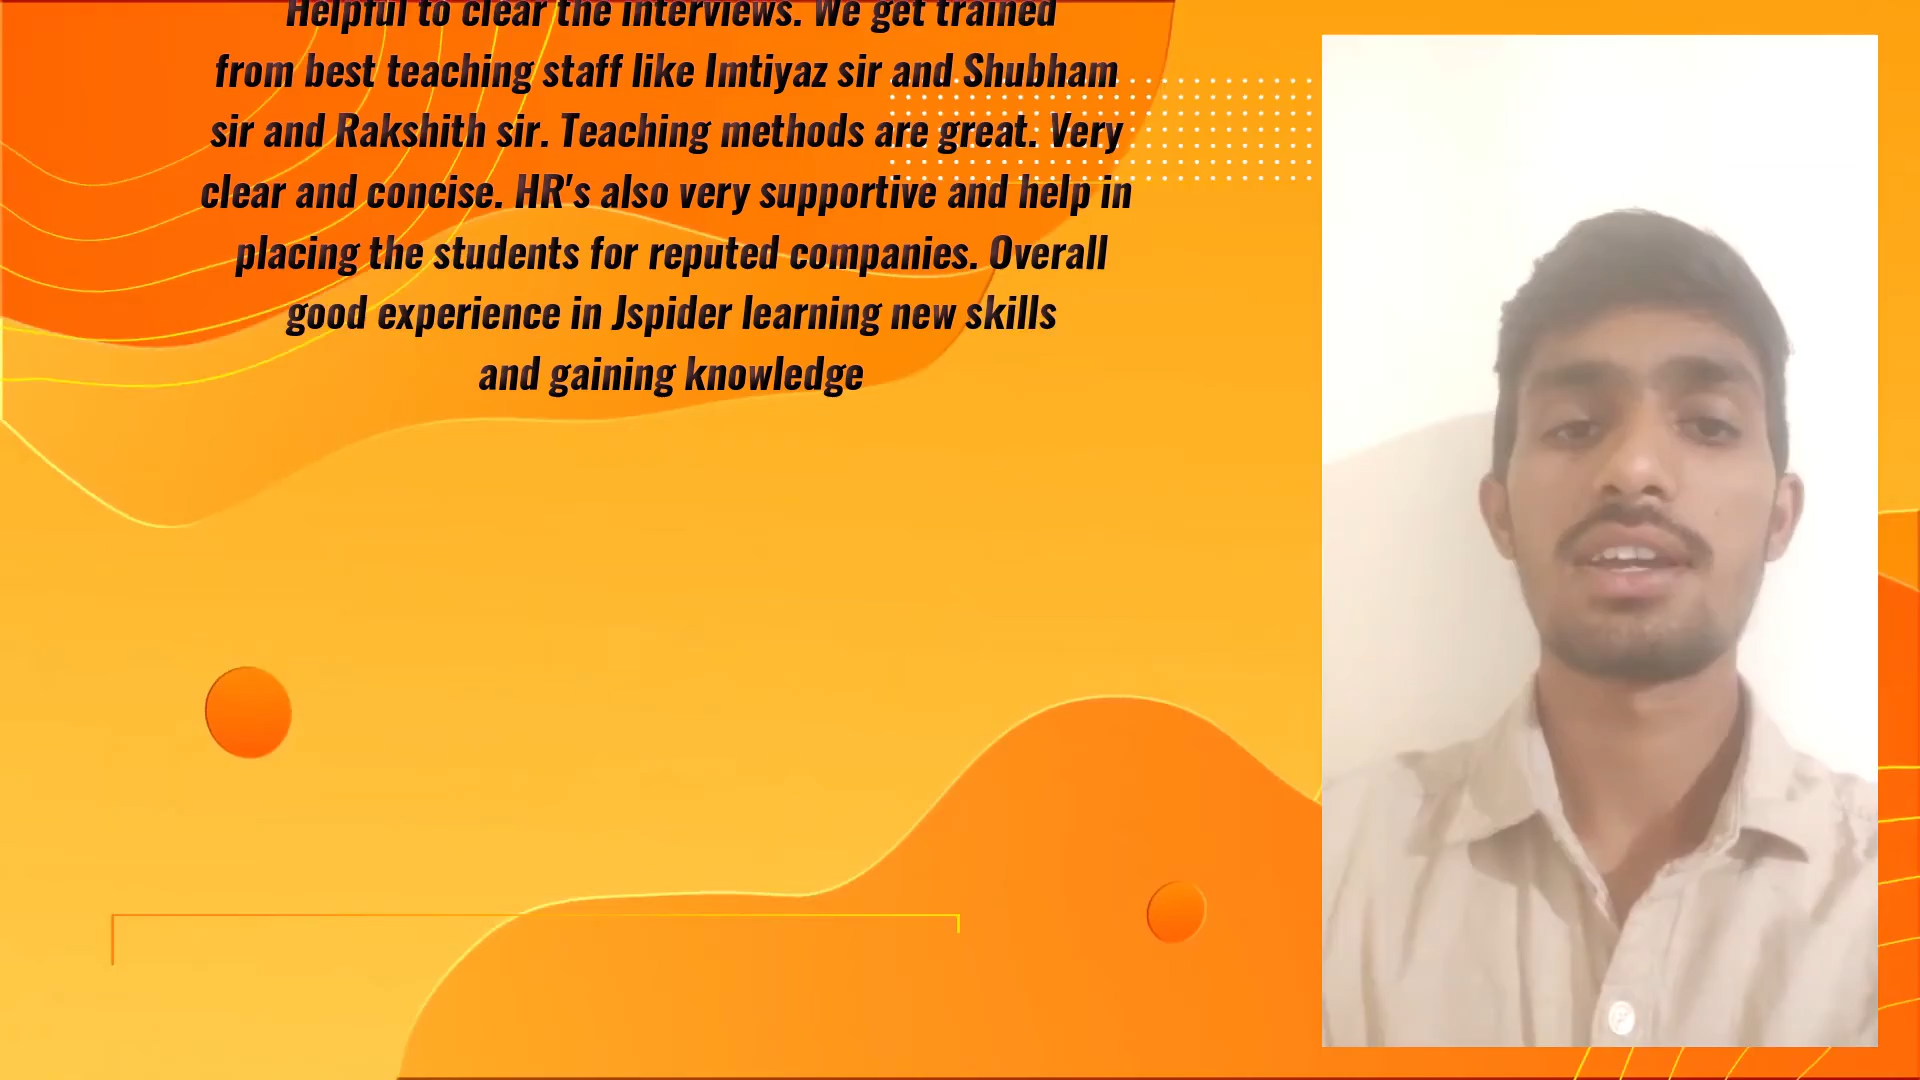 Helpful to clear the interviews. We get trained
from best teaching staff like Imtiyaz sir and Shubham
sir and Rakshith sir. Teaching methods are great. Very
clear and concise. HR's also very supportive and help in
placing the students for reputed companies. Overall
good experience in Jspider learning new skills
and gaining knowledge